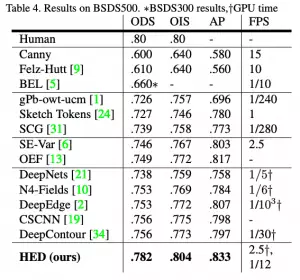 Table 4. Results on BSDS500. *BSDS300 results,†GPU time
ODS OIS AP FPS
Human .80 .80 - -
Canny .600 .640 .580 15
Felz-Hutt [9] .610 .640 .560 10
BEL [5] .660* - - 1/10
gPb-owt-ucm [1] .726 .757 .696 1/240
Sketch Tokens [24] .727 .746 .780 1
SCG [31] .739 .758 .773 1/280
SE-Var [6] .746 .767 .803 2.5
OEF [13] .749 .772 .817 -
DeepNets [21] .738 .759 .758 1/5†
N4-Fields [10] .753 .769 .784 1/6†
DeepEdge [2] .753 .772 .807 1/10³†
CSCNN [19] .756 .775 .798 -
DeepContour [34] .756 .773 .797 1/30†
HED (ours) .782 .804 .833 2.5†,
1/12